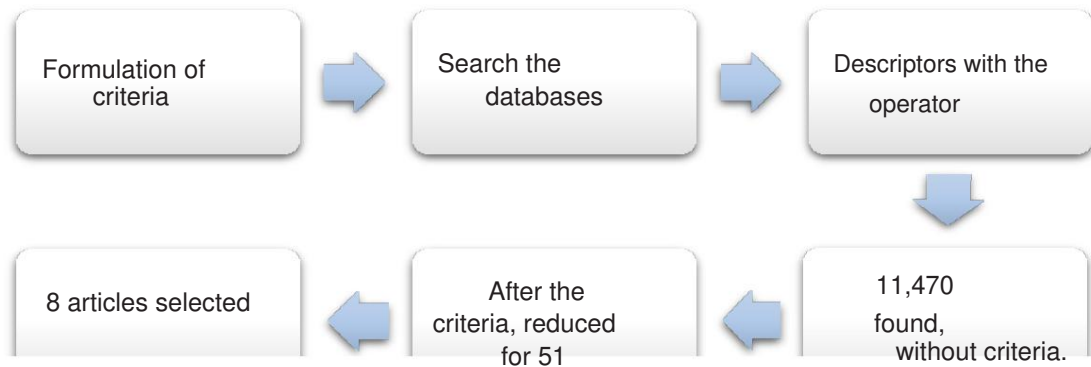 Formulation of
criteria
Search the
databases
Descriptors with the
operator
11,470
found,
without criteria.
After the
criteria, reduced
for 51
8 articles selected